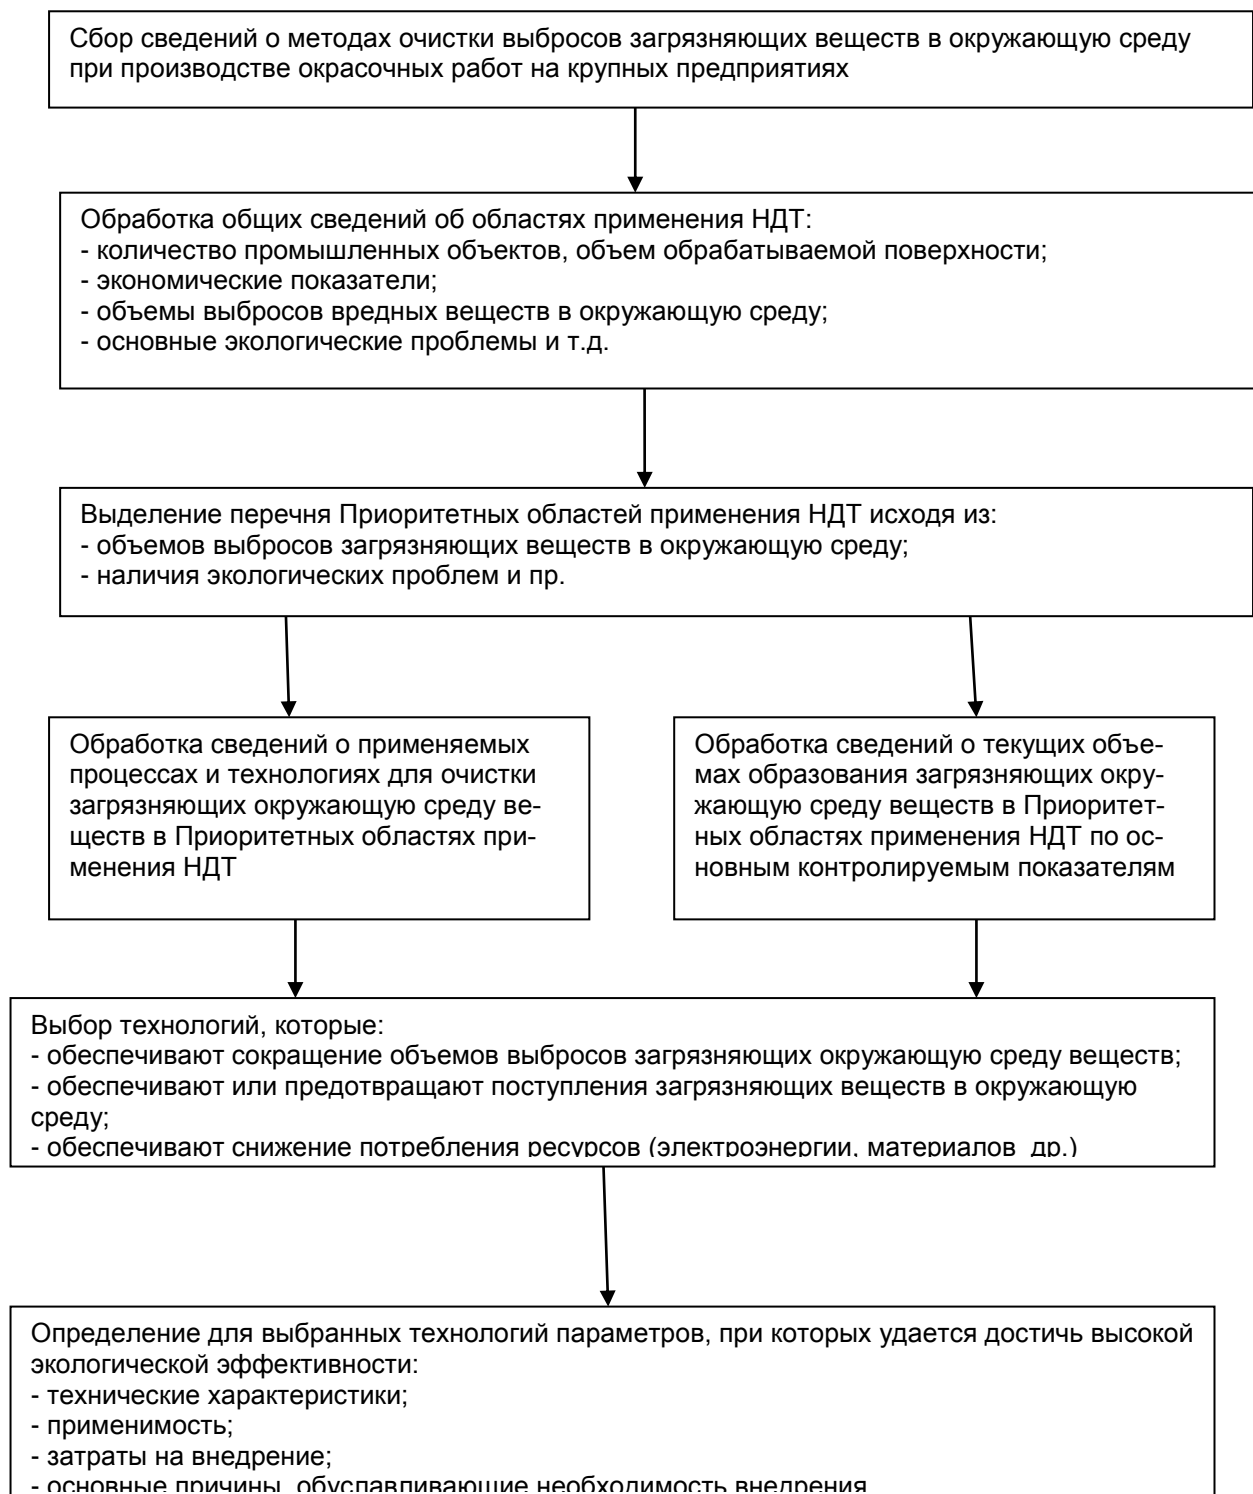 Сбор сведений о методах очистки выбросов загрязняющих веществ в окружающую среду
при производстве окрасочных работ на крупных предприятиях
Обработка общих сведений об областях применения НДТ:
- количество промышленных объектов, объем обрабатываемой поверхности;
- экономические показатели;
- объемы выбросов вредных веществ в окружающую среду;
- основные экологические проблемы и т.д.
Выделение перечня Приоритетных областей применения НДТ исходя из:
- объемов выбросов загрязняющих веществ в окружающую среду;
- наличия экологических проблем и пр.
Обработка сведений о применяемых
процессах и технологиях для очистки
загрязняющих окружающую среду ве-
ществ в Приоритетных областях при-
менения НДТ
Обработка сведений о текущих объе-
мах образования загрязняющих окру-
жающую среду веществ в Приоритет-
ных областях применения НДТ по ос-
новным контролируемым показателям
Выбор технологий, которые:
- обеспечивают сокращение объемов выбросов загрязняющих окружающую среду веществ;
- обеспечивают или предотвращают поступления загрязняющих веществ в окружающую
среду;
- обеспечивают снижение потребления ресурсов (электроэнергии, материалов др.)
Определение для выбранных технологий параметров, при которых удается достичь высокой
экологической эффективности:
- технические характеристики;
- применимость;
- затраты на внедрение;
- основные причины, обуславливающие необходимость внедрения